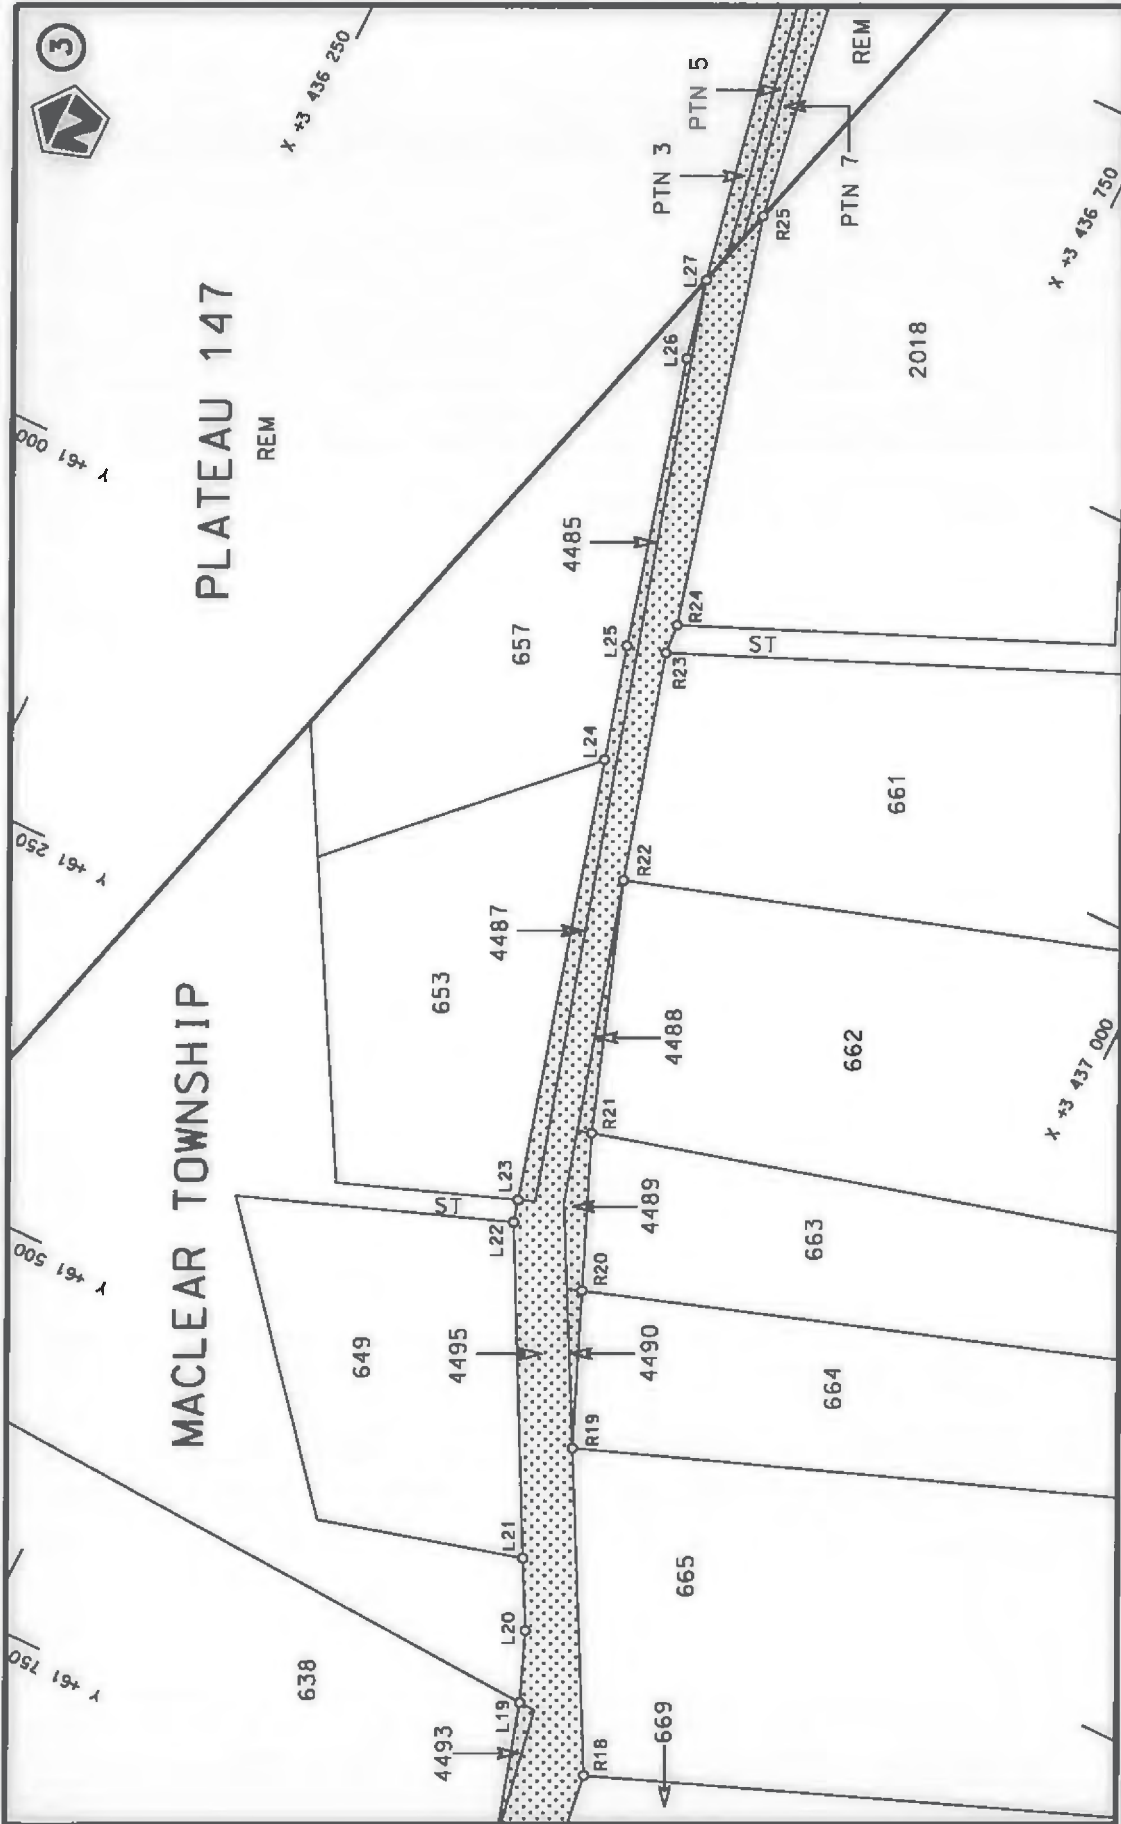 3
N
X +3 436 250
PLATEAU 147
REM
Y +61 000
Y +61 250
Y +61 500
Y +61 750
MACLEAR TOWNSHIP
638
649
653
657
ST
4493
4495
4487
4485
PTN 3
PTN 5
PTN 7
REM
L19
L20
L21
L22
L23
L24
L25
L26
L27
R18
R19
R20
R21
R22
R23
R24
R25
669
4490
4489
4488
665
664
663
662
661
ST
2018
X +3 436 750
X +3 437 000